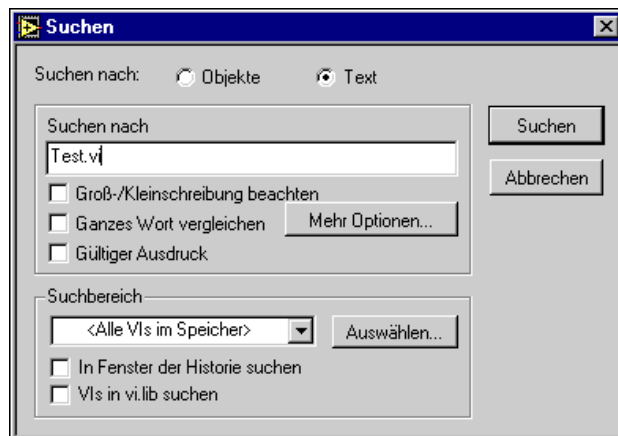 Suchen
Suchen nach: Objekte Text
Suchen nach
Test.vi
Groß-/Kleinschreibung beachten
Ganzes Wort vergleichen
Mehr Optionen...
Gültiger Ausdruck
Suchen
Abbrechen
Suchbereich
<Alle VIs im Speicher> Auswählen...
In Fenster der Historie suchen
VIs in vi.lib suchen